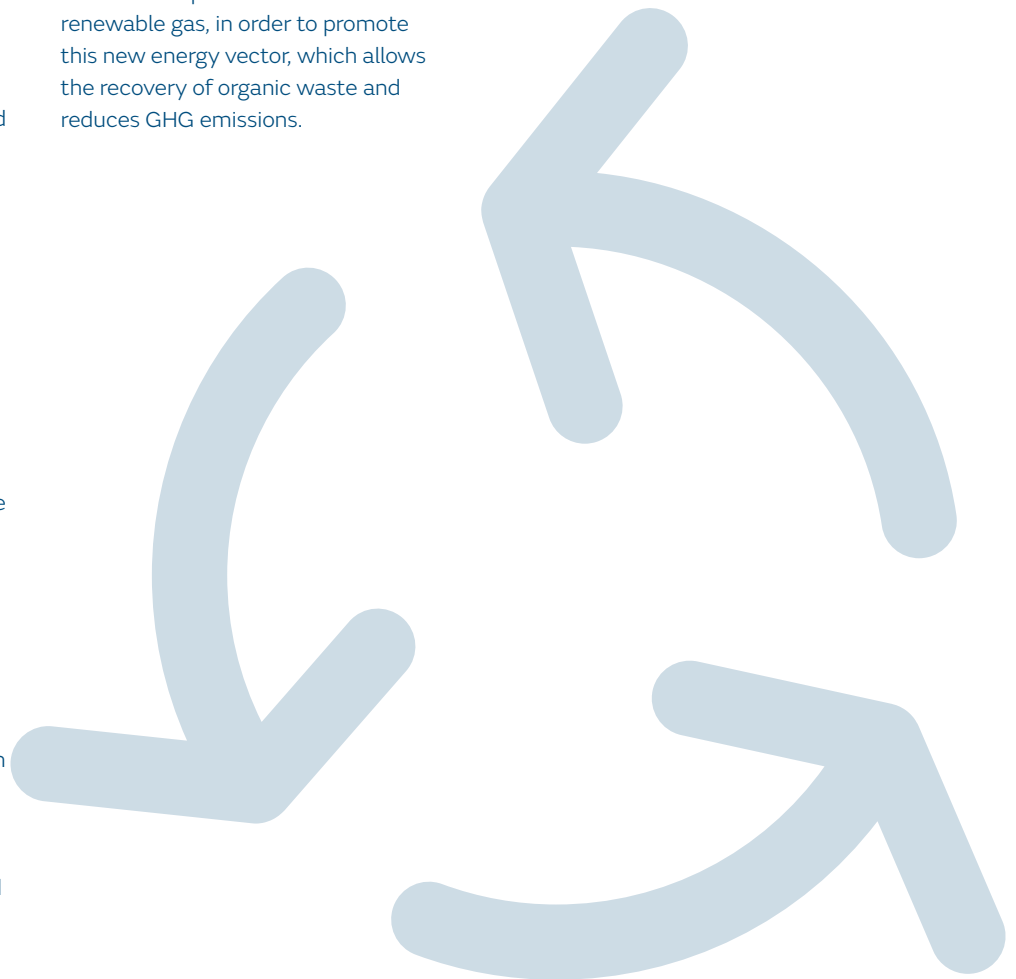 renewable gas, in order to promote
this new energy vector, which allows
the recovery of organic waste and
reduces GHG emissions.